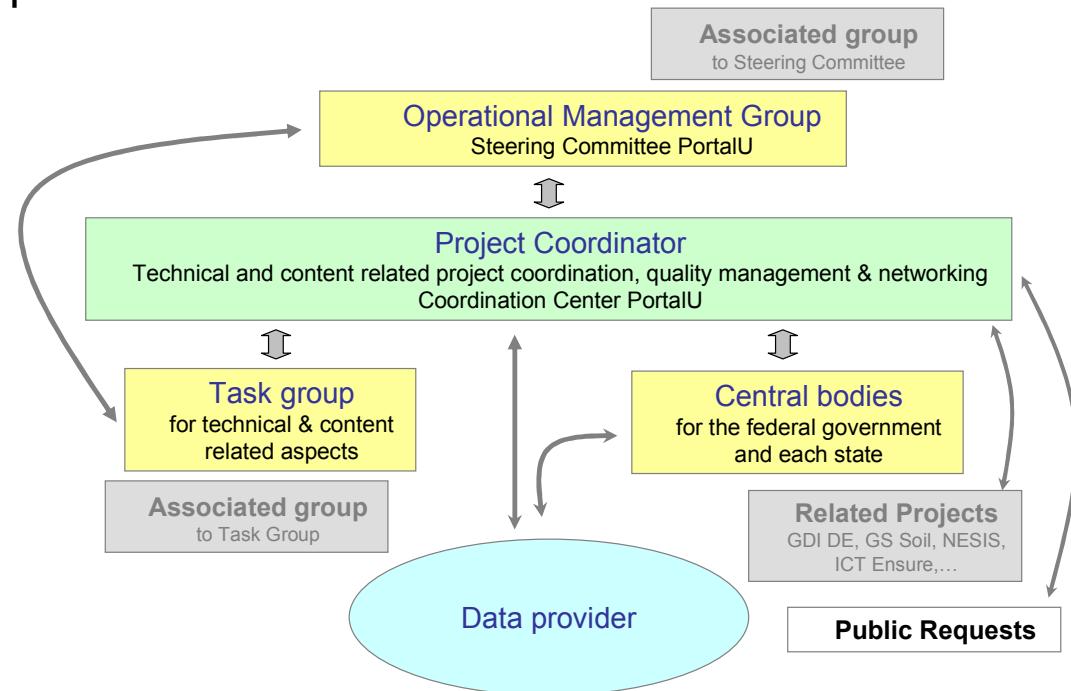 Associated group
to Steering Committee
Operational Management Group
Steering Committee PortalU
Project Coordinator
Technical and content related project coordination, quality management & networking
Coordination Center PortalU
Task group
for technical & content
related aspects
Central bodies
for the federal government
and each state
Associated group
to Task Group
Related Projects
GDI DE, GS Soil, NESIS,
ICT Ensure,...
Data provider
Public Requests